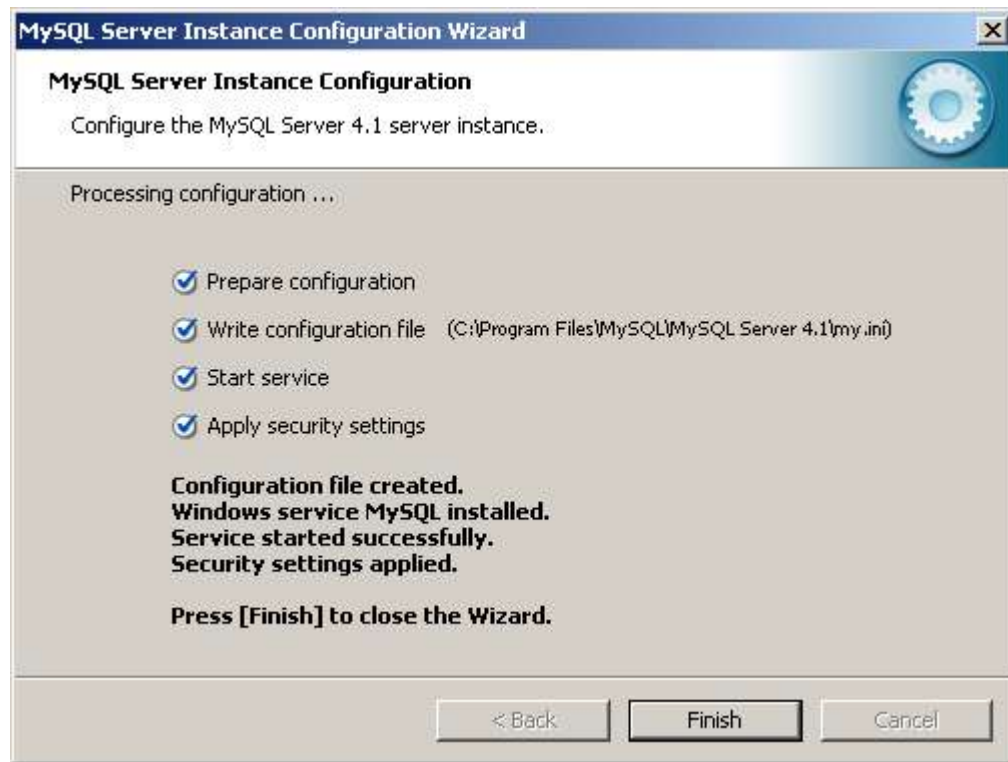 MySQL Server Instance Configuration Wizard
MySQL Server Instance Configuration
Configure the MySQL Server 4.1 server instance.
Processing configuration ...
Prepare configuration
Write configuration file (C:\Program Files\MySQL\MySQL Server 4.1\my.ini)
Start service
Apply security settings
Configuration file created.
Windows service MySQL installed.
Service started successfully.
Security settings applied.
Press [Finish] to close the Wizard.
< Back Finish Cancel